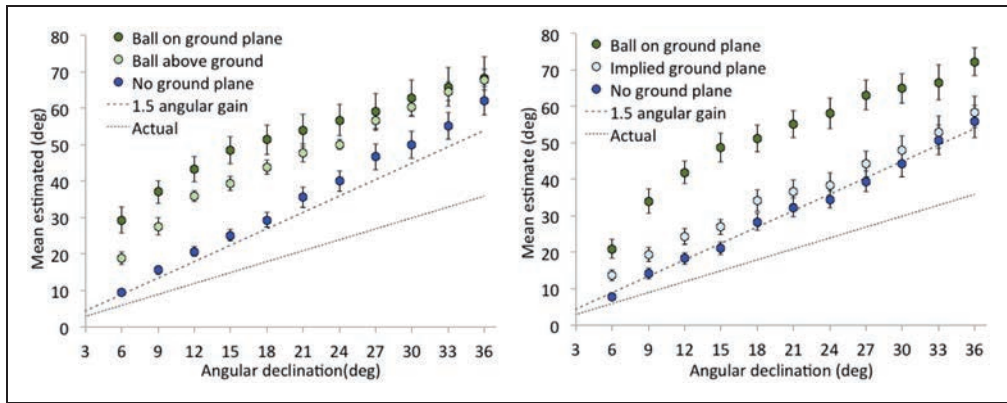 80
70
60
50
40
30
20
10
0
Mean estimated (deg)
Ball on ground plane
Ball above ground
No ground plane
1.5 angular gain
Actual
3 6 9 12 15 18 21 24 27 30 33 36
Angular declination(deg)
80
70
60
50
40
30
20
10
0
Mean estimate (deg)
Ball on ground plane
Implied ground plane
No ground plane
1.5 angular gain
Actual
3 6 9 12 15 18 21 24 27 30 33 36
Angular declination (deg)